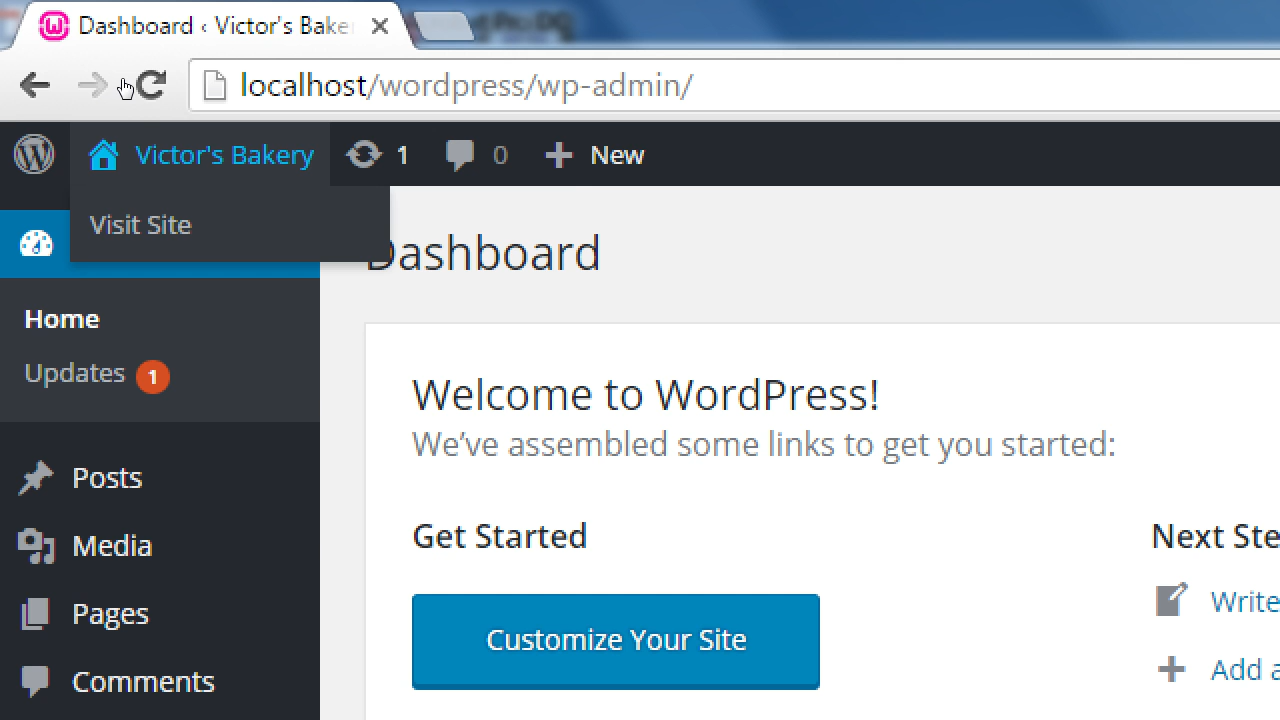 Dashboard ‹ Victor's Bake
localhost/wordpress/wp-admin/
Victor's Bakery 1 0 New
Visit Site
Dashboard
Home
Updates 1
Welcome to WordPress!
We've assembled some links to get you started:
Posts
Media
Pages
Comments
Get Started
Customize Your Site
Next Ste
Write
Add a